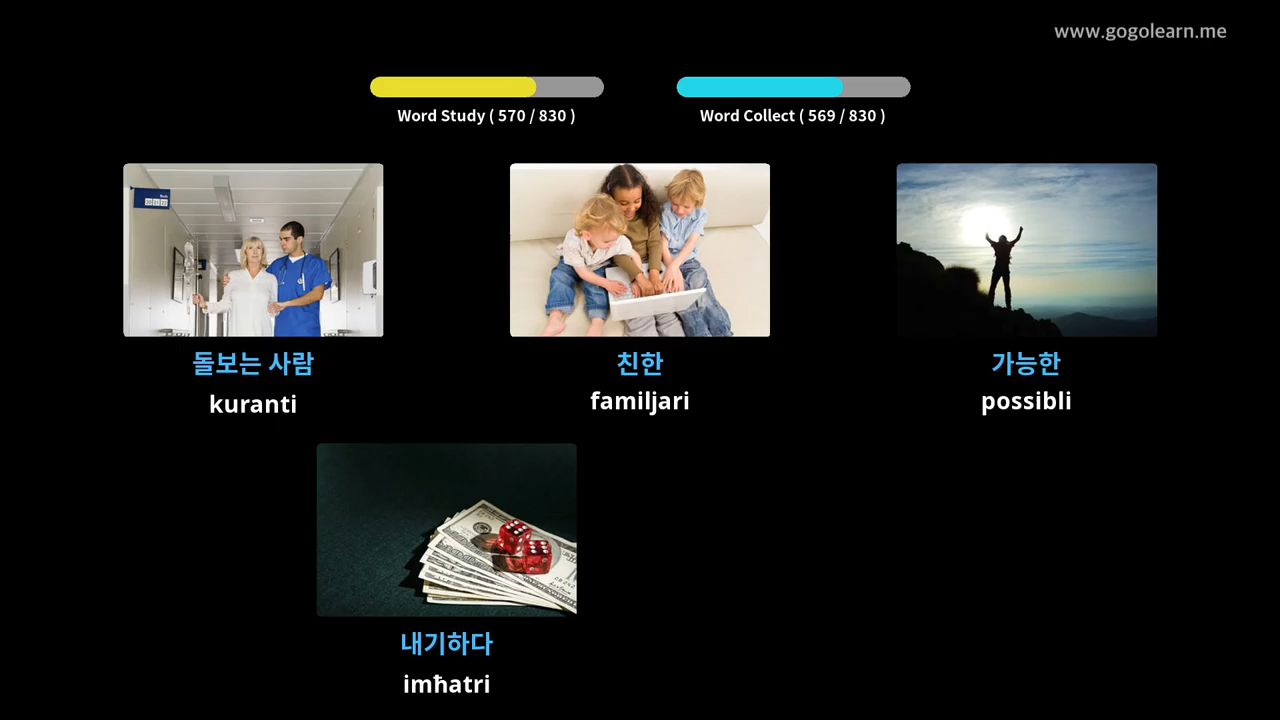 www.gogolearn.me
Word Study ( 570 / 830 )
Word Collect ( 569 / 830 )
돌보는 사람
kuranti
친한
familjari
가능한
possibli
내기하다
imħatri